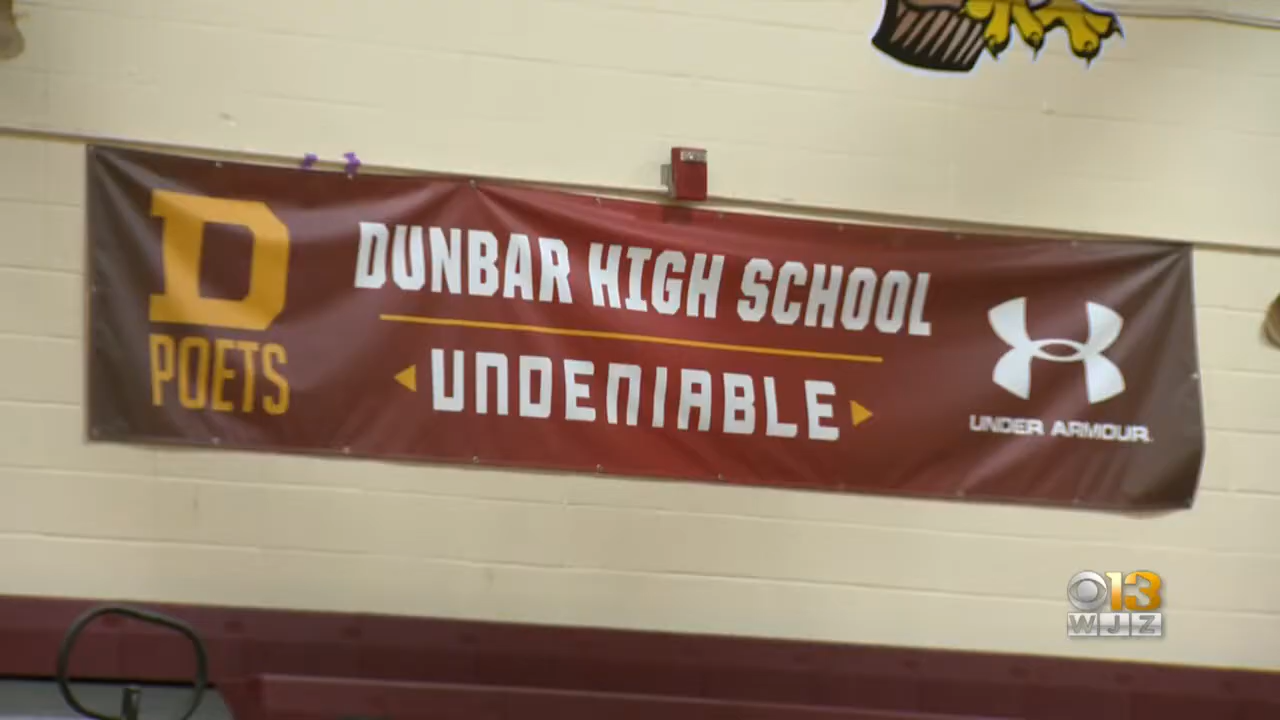 D
POETS
DUNBAR HIGH SCHOOL
UNDENIABLE
UNDER ARMOUR.
13
WJZ